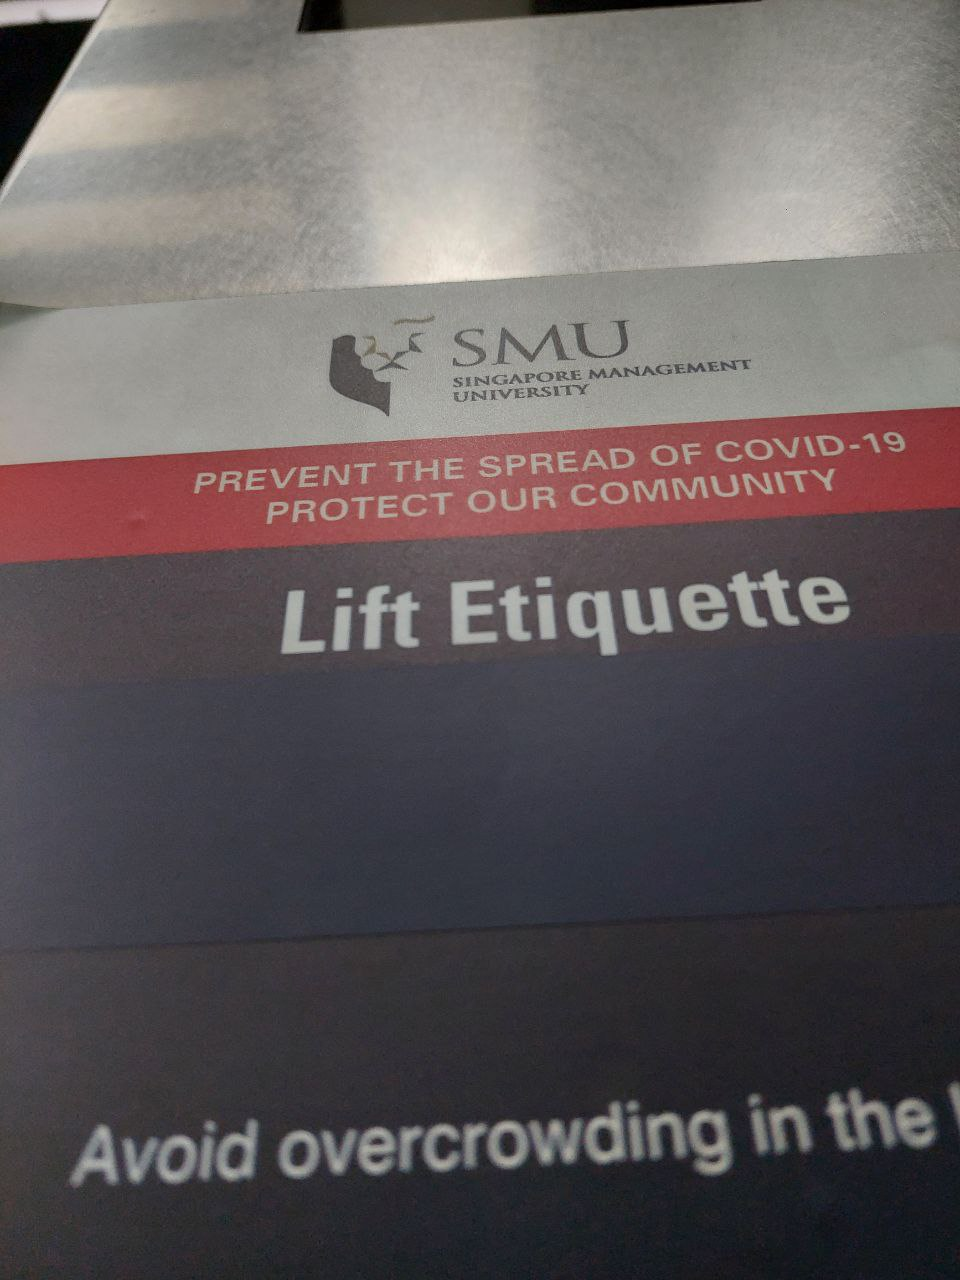 SMU
SINGAPORE MANAGEMENT
UNIVERSITY
PREVENT THE SPREAD OF COVID-19
PROTECT OUR COMMUNITY
Lift Etiquette
Avoid overcrowding in the